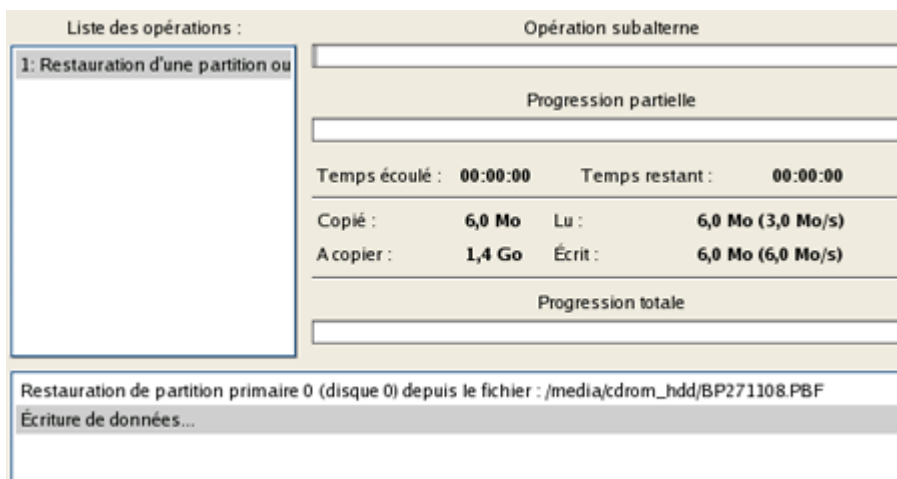 Liste des opérations :
1: Restauration d'une partition ou
Opération subalterne
Progression partielle
Temps écoulé : 00:00:00 Temps restant : 00:00:00
Copié : 6,0 Mo Lu : 6,0 Mo (3,0 Mo/s)
A copier : 1,4 Go Écrit : 6,0 Mo (6,0 Mo/s)
Progression totale
Restauration de partition primaire 0 (disque 0) depuis le fichier : /media/cdrom_hdd/BP271108.PBF
Écriture de données...